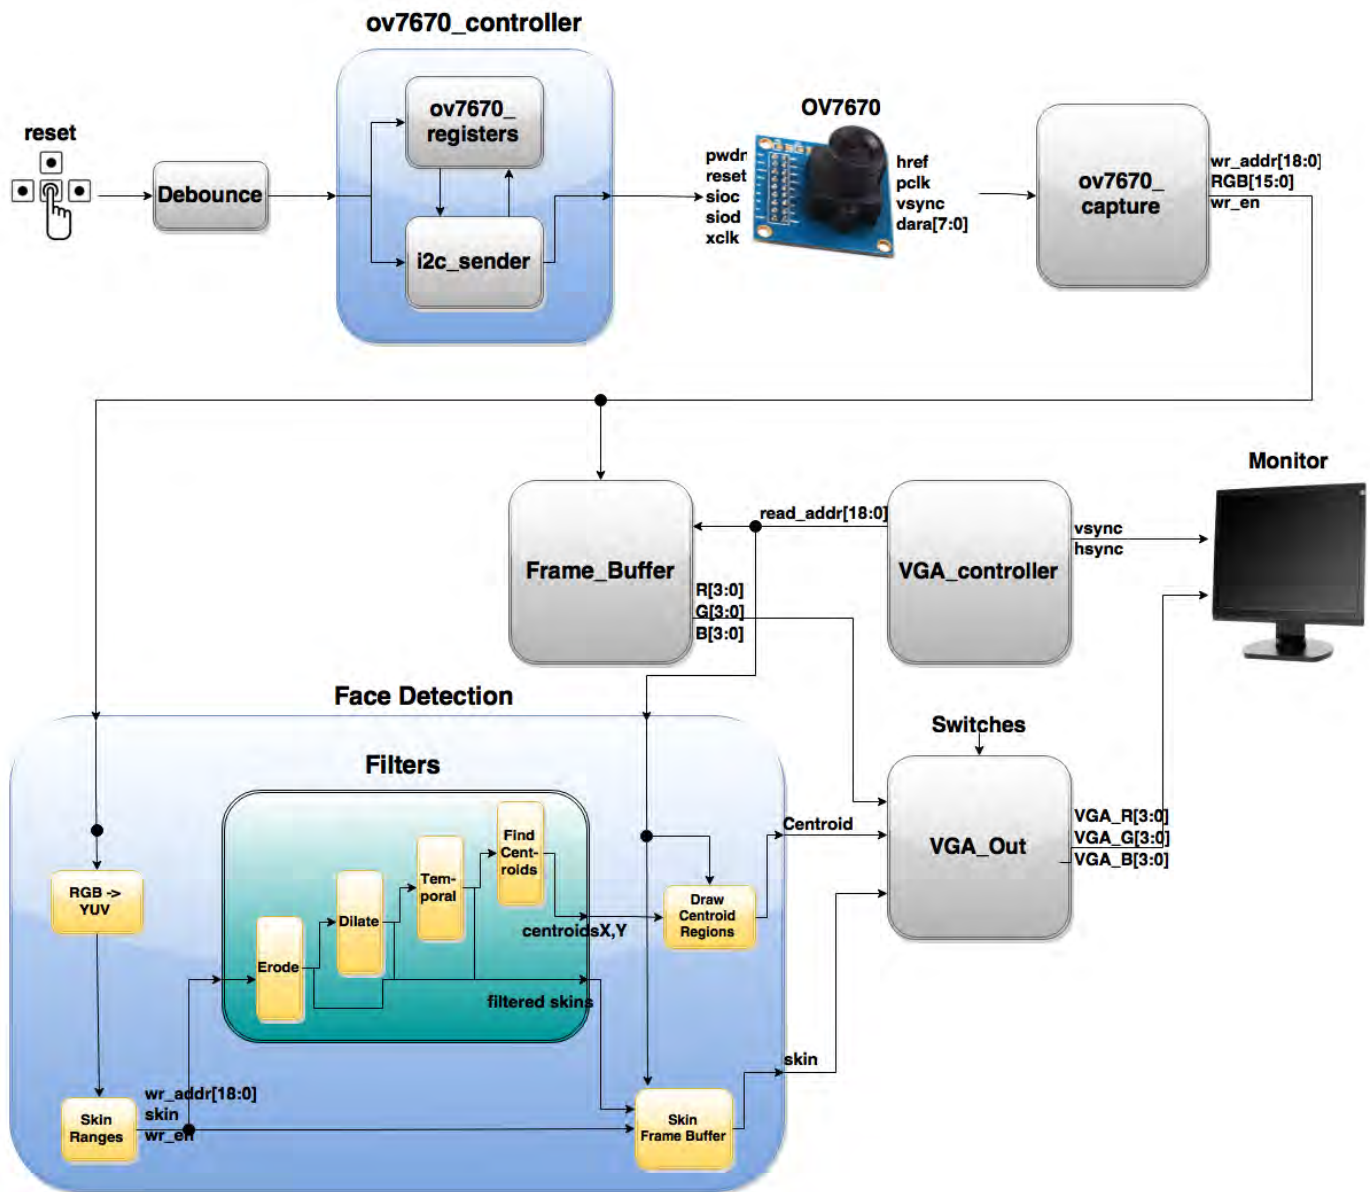 ov7670_controller
reset
Debounce
ov7670_
registers
i2c_sender
OV7670
pwdn
reset
sioc
siod
xclk
href
pclk
vsync
dara[7:0]
ov7670_
capture
wr_addr[18:0]
RGB[15:0]
wr_en
Monitor
Frame_Buffer
read_addr[18:0]
R[3:0]
G[3:0]
B[3:0]
VGA_controller
vsync
hsync
Face Detection
Filters
Switches
VGA_Out
VGA_R[3:0]
VGA_G[3:0]
VGA_B[3:0]
RGB ->
YUV
Erode
Dilate
Tem-
poral
Find
Cent-
roids
centroidsX,Y
filtered skins
Draw
Centroid
Regions
Centroid
skin
Skin
Ranges
wr_addr[18:0]
skin
wr_en
Skin
Frame Buffer